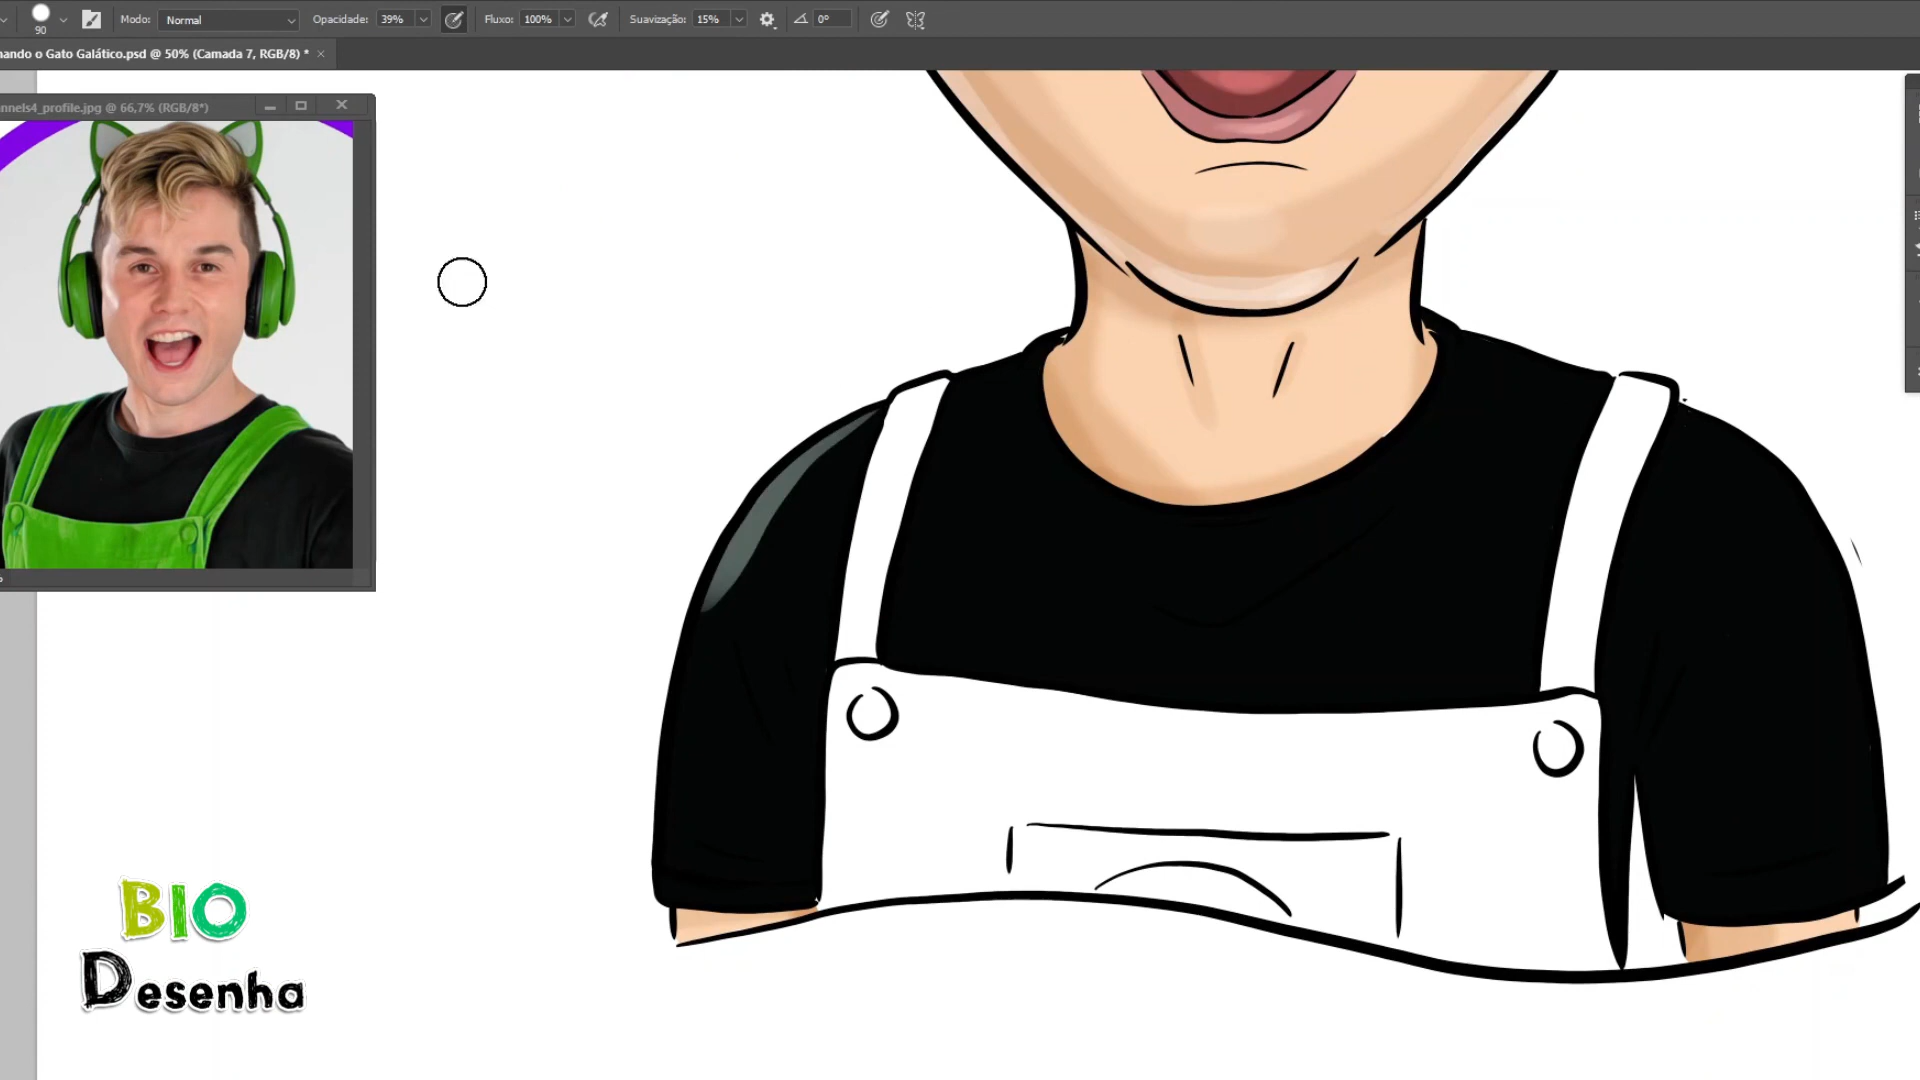 90
Modo: Normal Opacidade: 39% Fluxo: 100% Suavização: 15% 0°
nando o Gato Galático.psd @ 50% (Camada 7, RGB/8) * ×
nnels4_profile.jpg @ 66,7% (RGB/8*)
BIO
Desenha